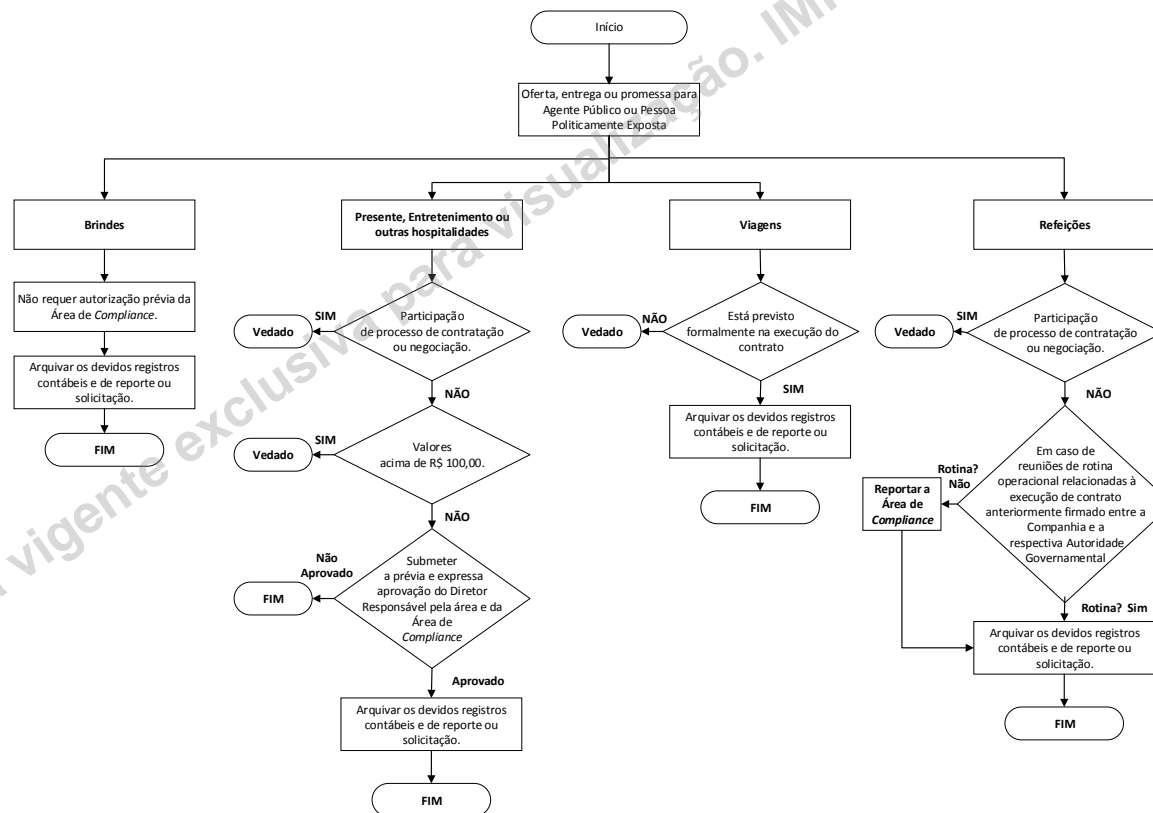 Início
Oferta, entrega ou promessa para
Agente Público ou Pessoa
Politicamente Exposta
Brindes
Não requer autorização prévia da
Área de Compliance.
Arquivar os devidos registros
contábeis e de reporte ou
solicitação.
FIM
Presente, Entretenimento ou
outras hospitalidades
Participação
de processo de contratação
ou negociação.
SIM
Vedado
NÃO
Valores
acima de R$ 100,00.
SIM
Vedado
NÃO
Submeter
a prévia e expressa
aprovação do Diretor
Responsável pela área e da
Área de
Compliance
Não
Aprovado
FIM
Aprovado
Arquivar os devidos registros
contábeis e de reporte ou
solicitação.
FIM
Viagens
Está previsto
formalmente na execução do
contrato
NÃO
Vedado
SIM
Arquivar os devidos registros
contábeis e de reporte ou
solicitação.
FIM
Refeições
Participação
de processo de contratação
ou negociação.
SIM
Vedado
NÃO
Em caso de
reuniões de rotina
operacional relacionadas à
execução de contrato
anteriormente firmado entre a
Companhia e a
respectiva Autoridade
Governamental
Rotina?
Não
Reportar a
Área de
Compliance
Rotina? Sim
Arquivar os devidos registros
contábeis e de reporte ou
solicitação.
FIM
vigente exclusiva para visualização.